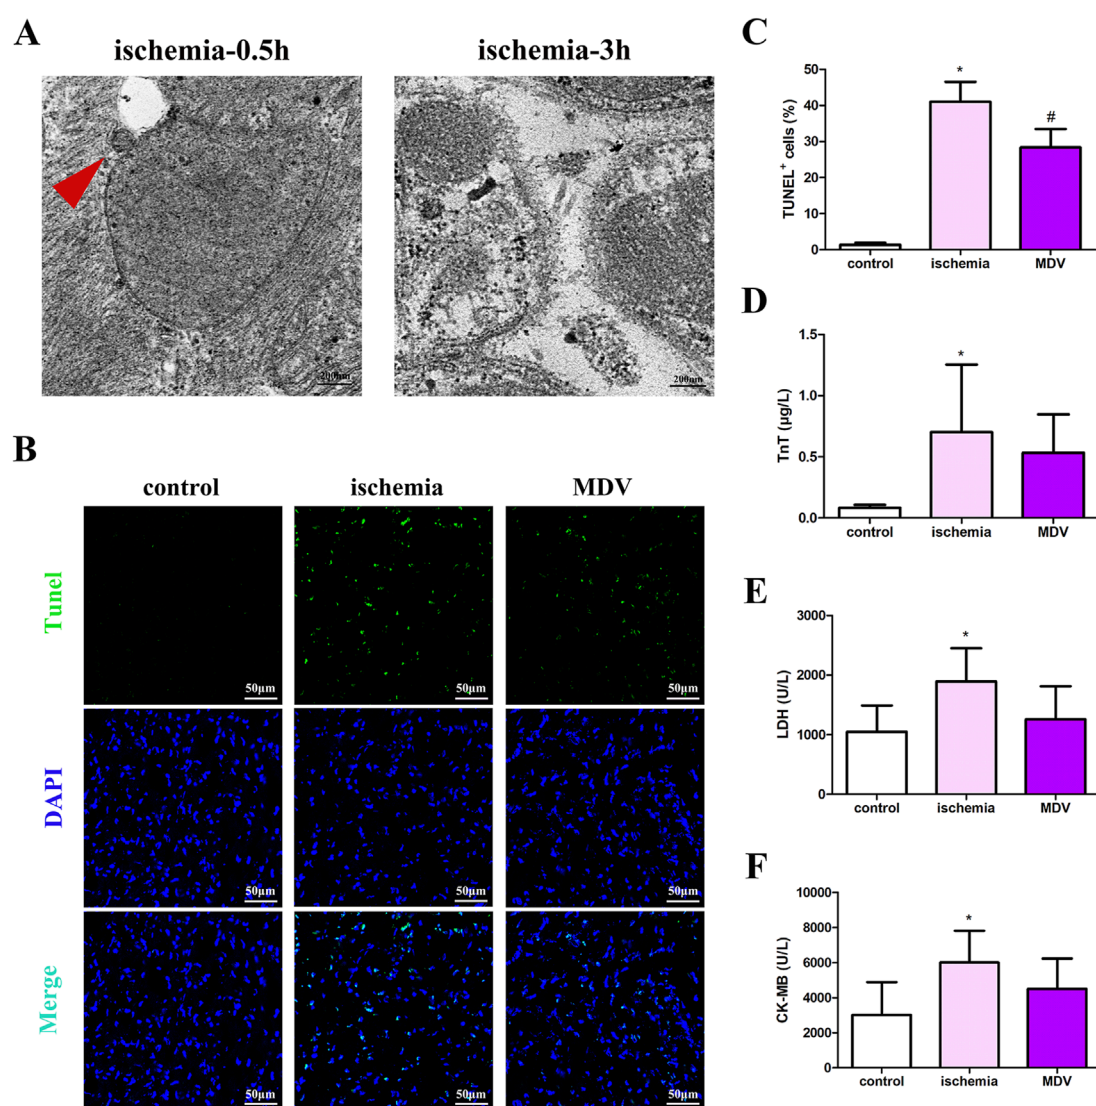 A
ischemia-0.5h
ischemia-3h
200nm
200nm
B
control
ischemia
MDV
Tunel
50μm
50μm
50μm
DAPI
50μm
50μm
50μm
Merge
50μm
50μm
50μm
C
TUNEL+ cells (%)
50
40
30
20
10
0
*
#
control
ischemia
MDV
D
TnT (μg/L)
1.5
1.0
0.5
0.0
*
control
ischemia
MDV
E
LDH (U/L)
3000
2000
1000
0
*
control
ischemia
MDV
F
CK-MB (U/L)
10000
8000
6000
4000
2000
0
*
control
ischemia
MDV